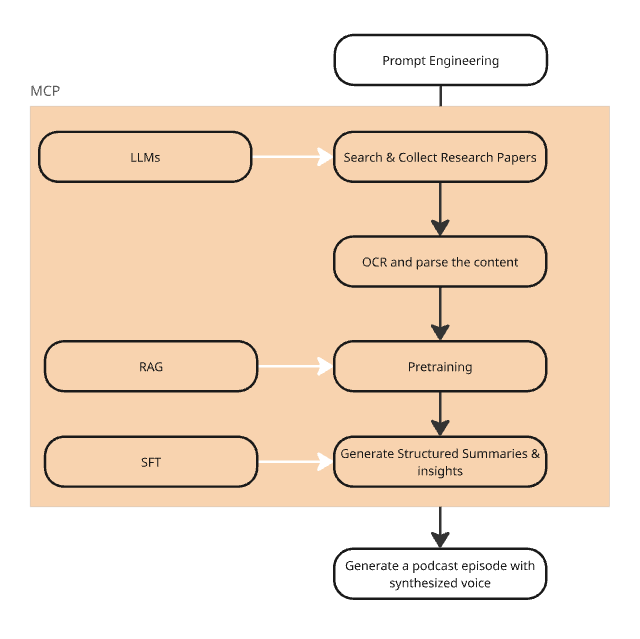 Prompt Engineering
MCP
LLMs
Search & Collect Research Papers
OCR and parse the content
RAG
Pretraining
SFT
Generate Structured Summaries &
insights
Generate a podcast episode with
synthesized voice